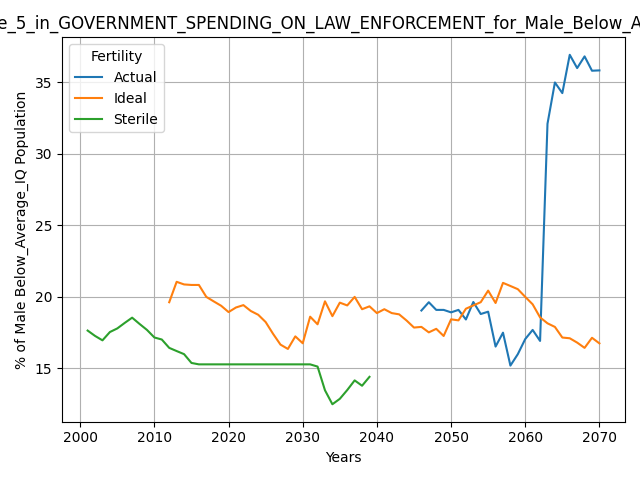 e_5_in_GOVERNMENT_SPENDING_ON_LAW_ENFORCEMENT_for_Male_Below_A
Fertility
Actual
Ideal
Sterile
% of Male Below_Average_IQ Population
35
30
25
20
15
2000 2010 2020 2030 2040 2050 2060 2070
Years